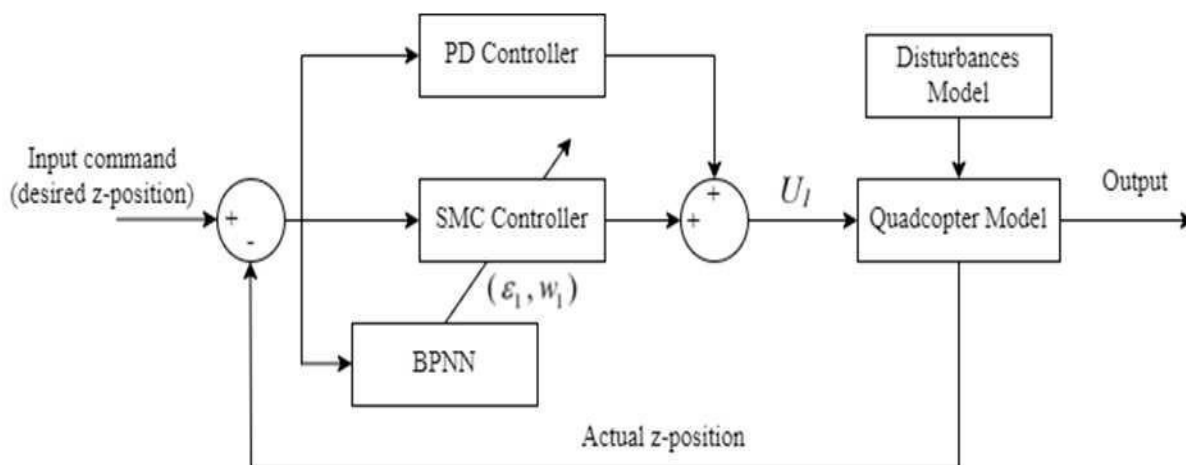 PD Controller
Disturbances
Model
Input command
(desired z-position)
+
-
SMC Controller
+
+
U₁
Quadcopter Model
Output
(ε₁, w₁)
BPNN
Actual z-position